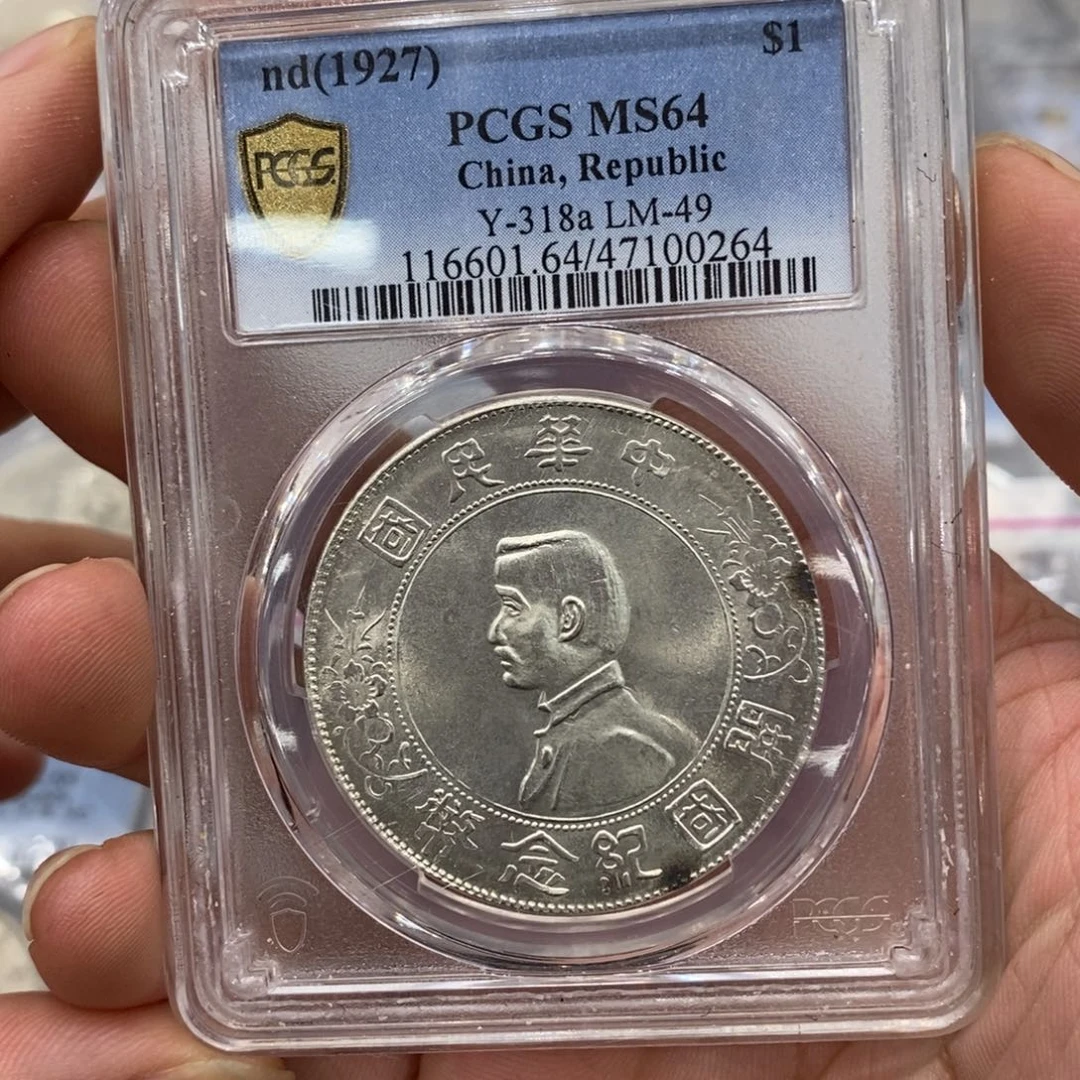 nd(1927) $1
PCGS
PCGS MS64
China, Republic
Y-318a LM-49
116601.64/47100264
中華民國
開國紀念幣
PCGS